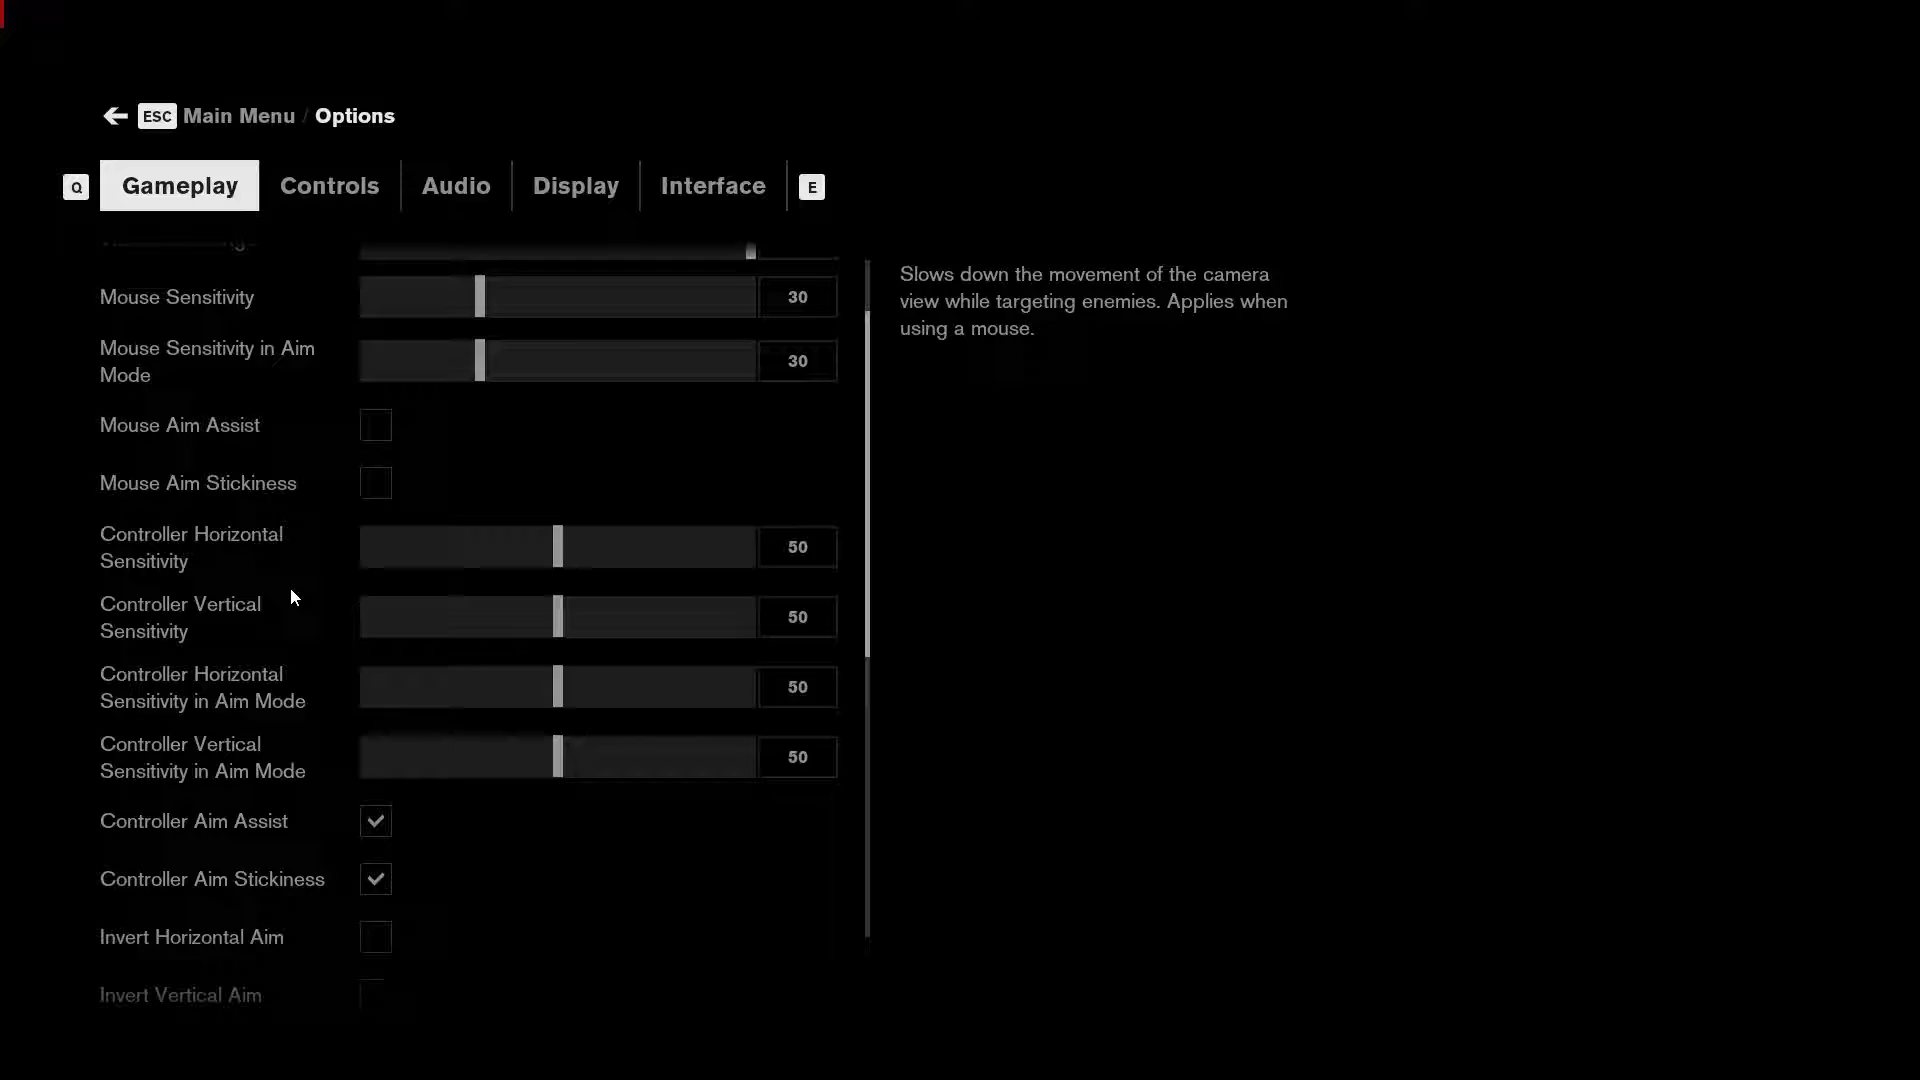 ESC Main Menu / Options
Q Gameplay Controls Audio Display Interface E
Mouse Sensitivity 30
Mouse Sensitivity in Aim
Mode 30
Mouse Aim Assist
Mouse Aim Stickiness
Controller Horizontal
Sensitivity 50
Controller Vertical
Sensitivity 50
Controller Horizontal
Sensitivity in Aim Mode 50
Controller Vertical
Sensitivity in Aim Mode 50
Controller Aim Assist
Controller Aim Stickiness
Invert Horizontal Aim
Invert Vertical Aim
Slows down the movement of the camera
view while targeting enemies. Applies when
using a mouse.